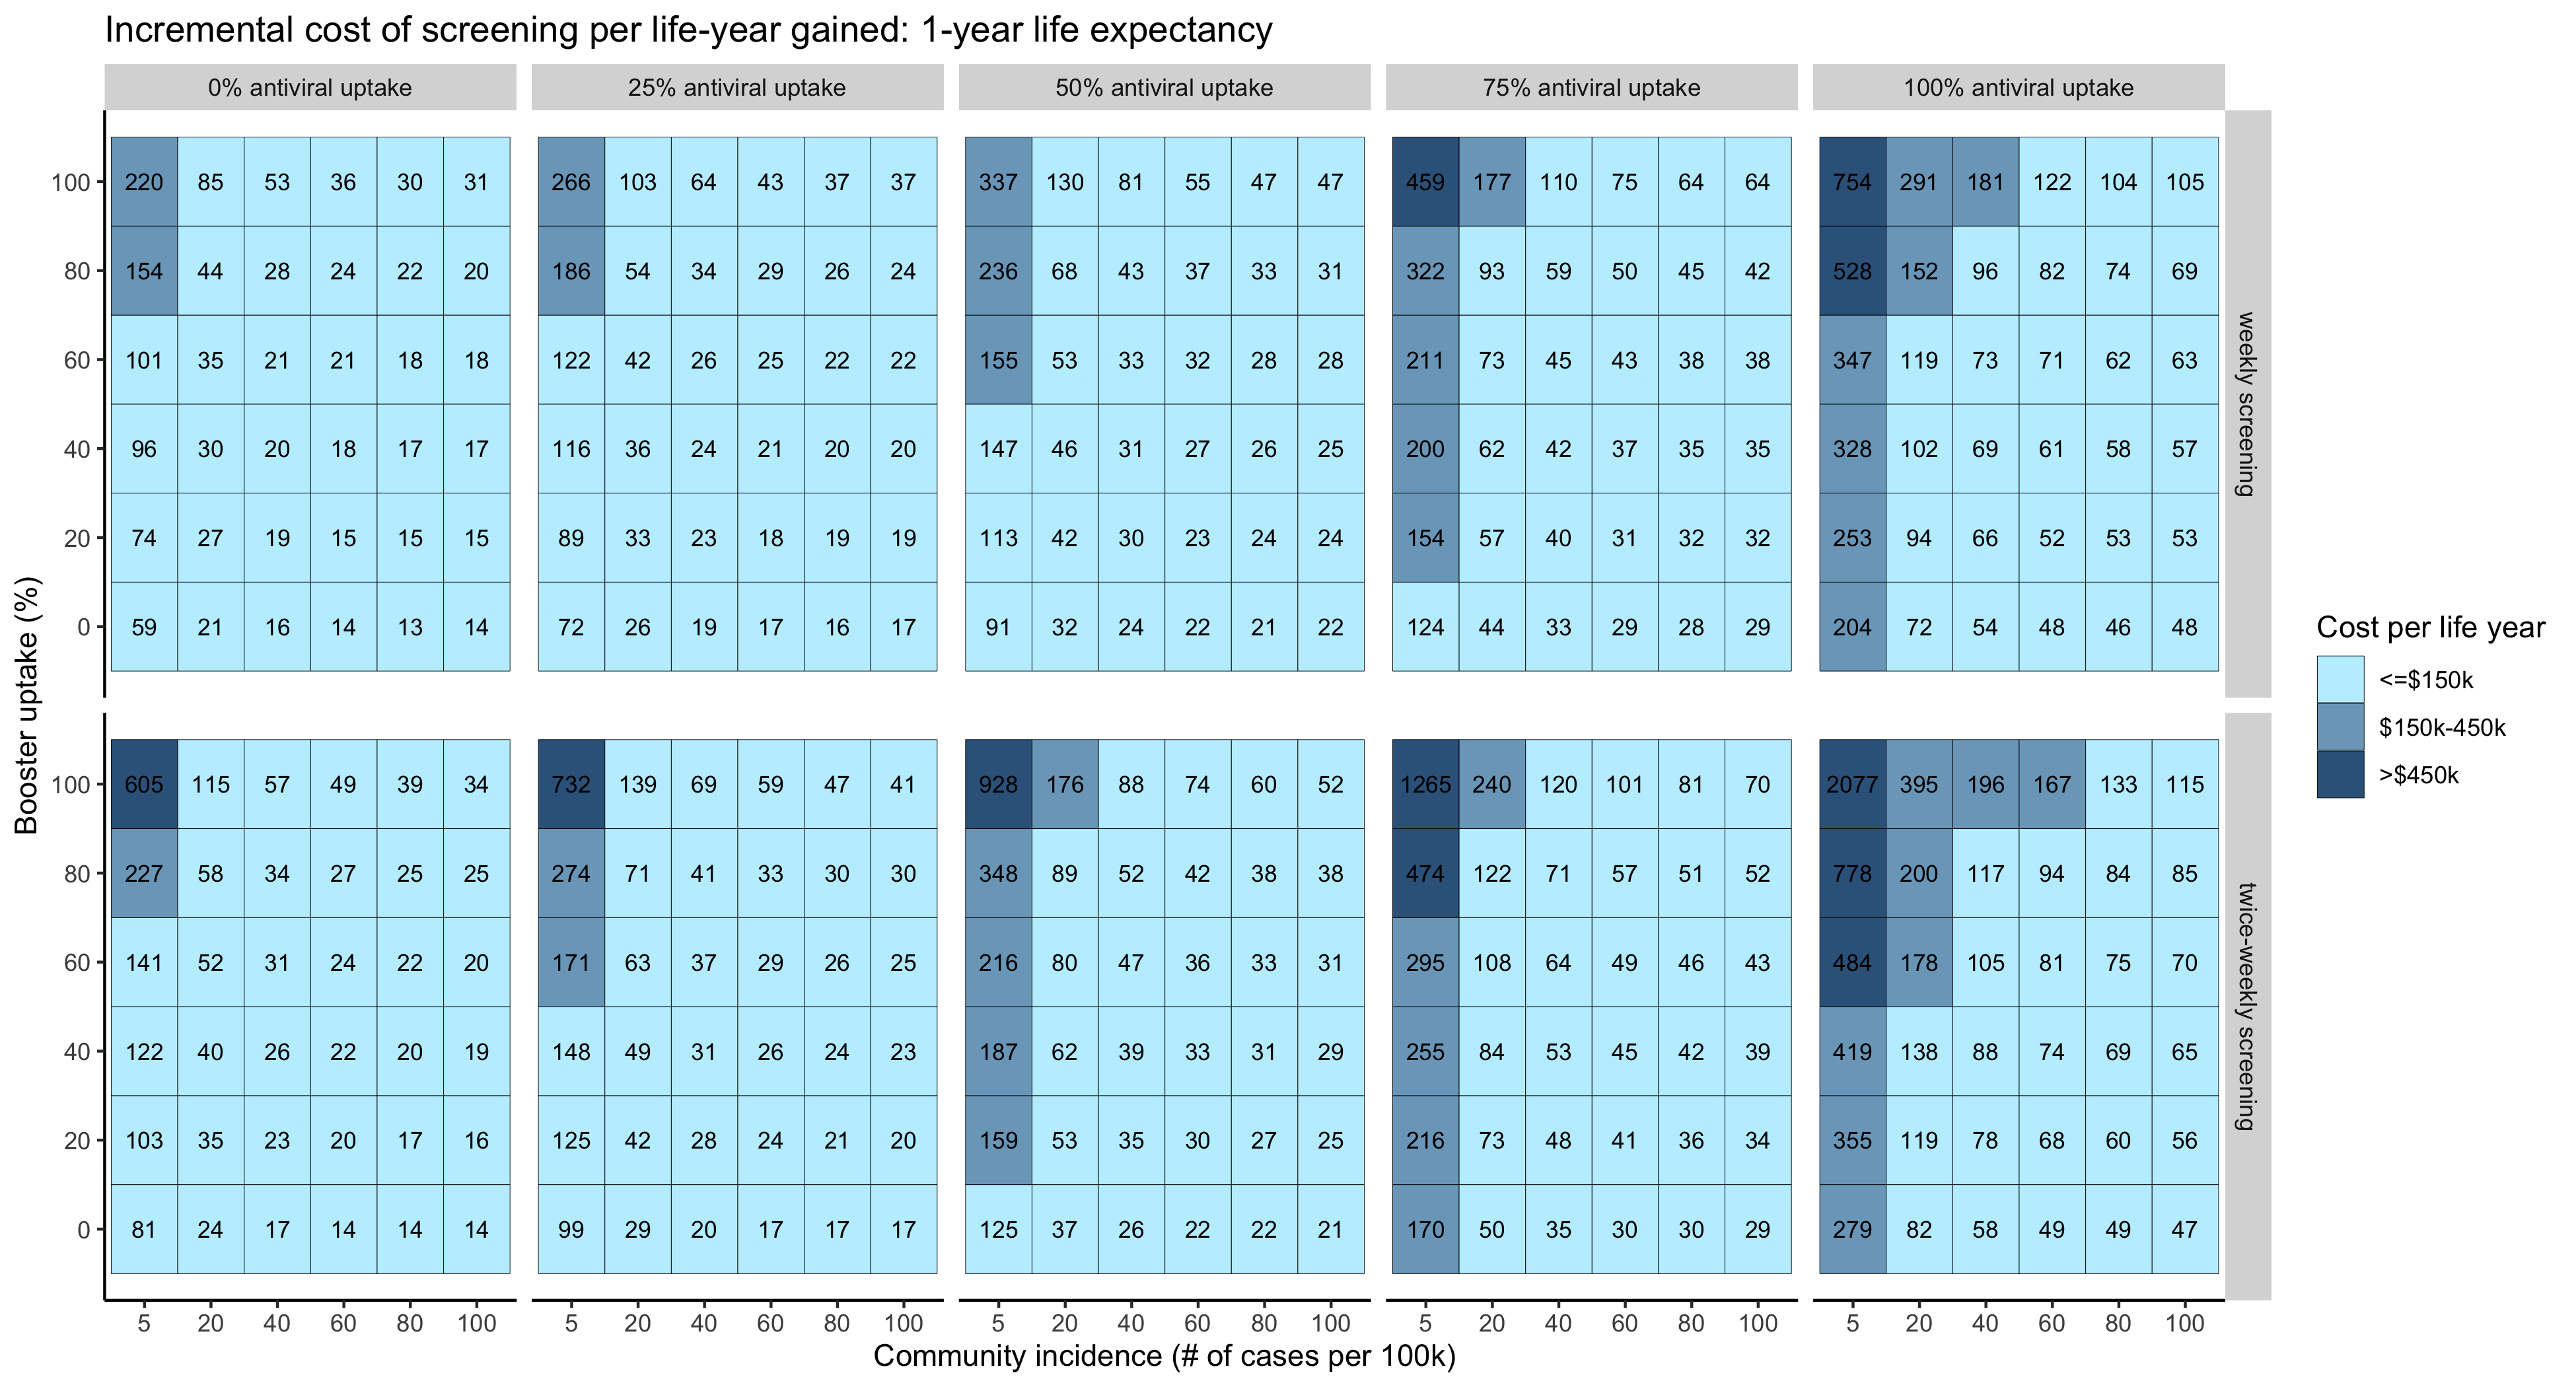 Incremental cost of screening per life-year gained: 1-year life expectancy
0% antiviral uptake 25% antiviral uptake 50% antiviral uptake 75% antiviral uptake 100% antiviral uptake
100 220 85 53 36 30 31 266 103 64 43 37 37 337 130 81 55 47 47 459 177 110 75 64 64 754 291 181 122 104 105
80 154 44 28 24 22 20 186 54 34 29 26 24 236 68 43 37 33 31 322 93 59 50 45 42 528 152 96 82 74 69
60 101 35 21 21 18 18 122 42 26 25 22 22 155 53 33 32 28 28 211 73 45 43 38 38 347 119 73 71 62 63
40 96 30 20 18 17 17 116 36 24 21 20 20 147 46 31 27 26 25 200 62 42 37 35 35 328 102 69 61 58 57
20 74 27 19 15 15 15 89 33 23 18 19 19 113 42 30 23 24 24 154 57 40 31 32 32 253 94 66 52 53 53
0 59 21 16 14 13 14 72 26 19 17 16 17 91 32 24 22 21 22 124 44 33 29 28 29 204 72 54 48 46 48
weekly screening
Booster uptake (%)
100 605 115 57 49 39 34 732 139 69 59 47 41 928 176 88 74 60 52 1265 240 120 101 81 70 2077 395 196 167 133 115
80 227 58 34 27 25 25 274 71 41 33 30 30 348 89 52 42 38 38 474 122 71 57 51 52 778 200 117 94 84 85
60 141 52 31 24 22 20 171 63 37 29 26 25 216 80 47 36 33 31 295 108 64 49 46 43 484 178 105 81 75 70
40 122 40 26 22 20 19 148 49 31 26 24 23 187 62 39 33 31 29 255 84 53 45 42 39 419 138 88 74 69 65
20 103 35 23 20 17 16 125 42 28 24 21 20 159 53 35 30 27 25 216 73 48 41 36 34 355 119 78 68 60 56
0 81 24 17 14 14 14 99 29 20 17 17 17 125 37 26 22 22 21 170 50 35 30 30 29 279 82 58 49 49 47
twice-weekly screening
5 20 40 60 80 100 5 20 40 60 80 100 5 20 40 60 80 100 5 20 40 60 80 100 5 20 40 60 80 100
Community incidence (# of cases per 100k)
Cost per life year
<=$150k
$150k-450k
>$450k